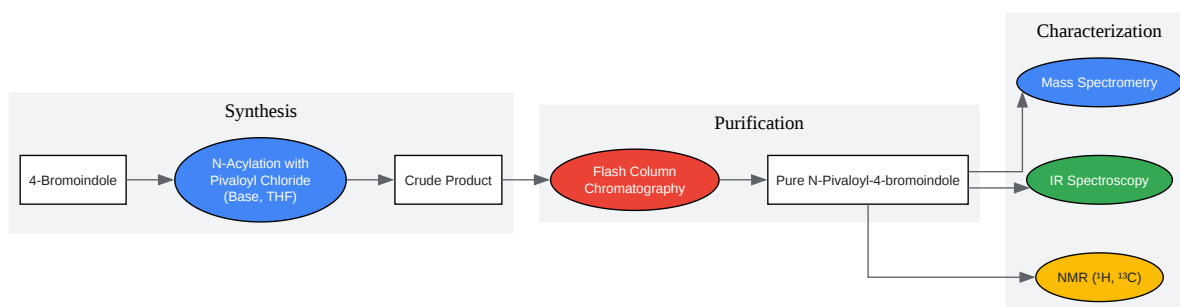 Synthesis
4-Bromoindole
N-Acylation with
Pivaloyl Chloride
(Base, THF)
Crude Product
Purification
Flash Column
Chromatography
Pure N-Pivaloyl-4-bromoindole
Characterization
Mass Spectrometry
IR Spectroscopy
NMR (¹H, ¹³C)